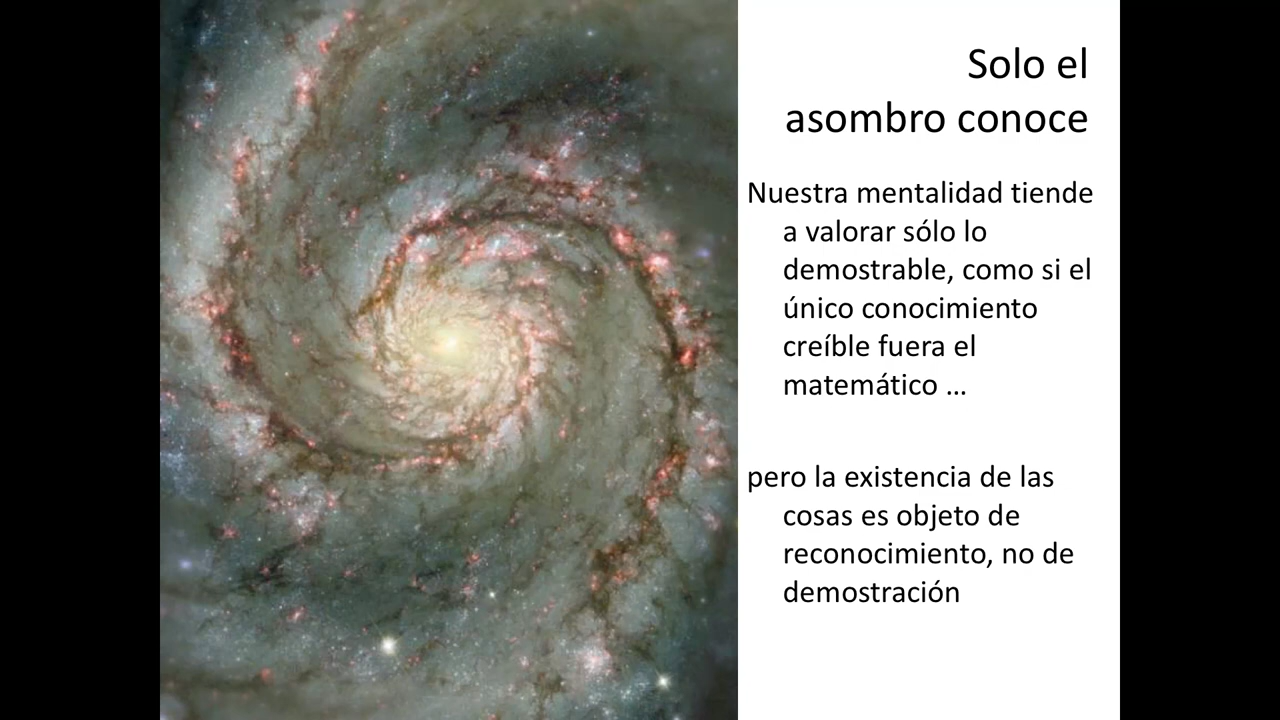 Solo el
asombro conoce
Nuestra mentalidad tiende
a valorar sólo lo
demostrable, como si el
único conocimiento
creíble fuera el
matemático ...
pero la existencia de las
cosas es objeto de
reconocimiento, no de
demostración